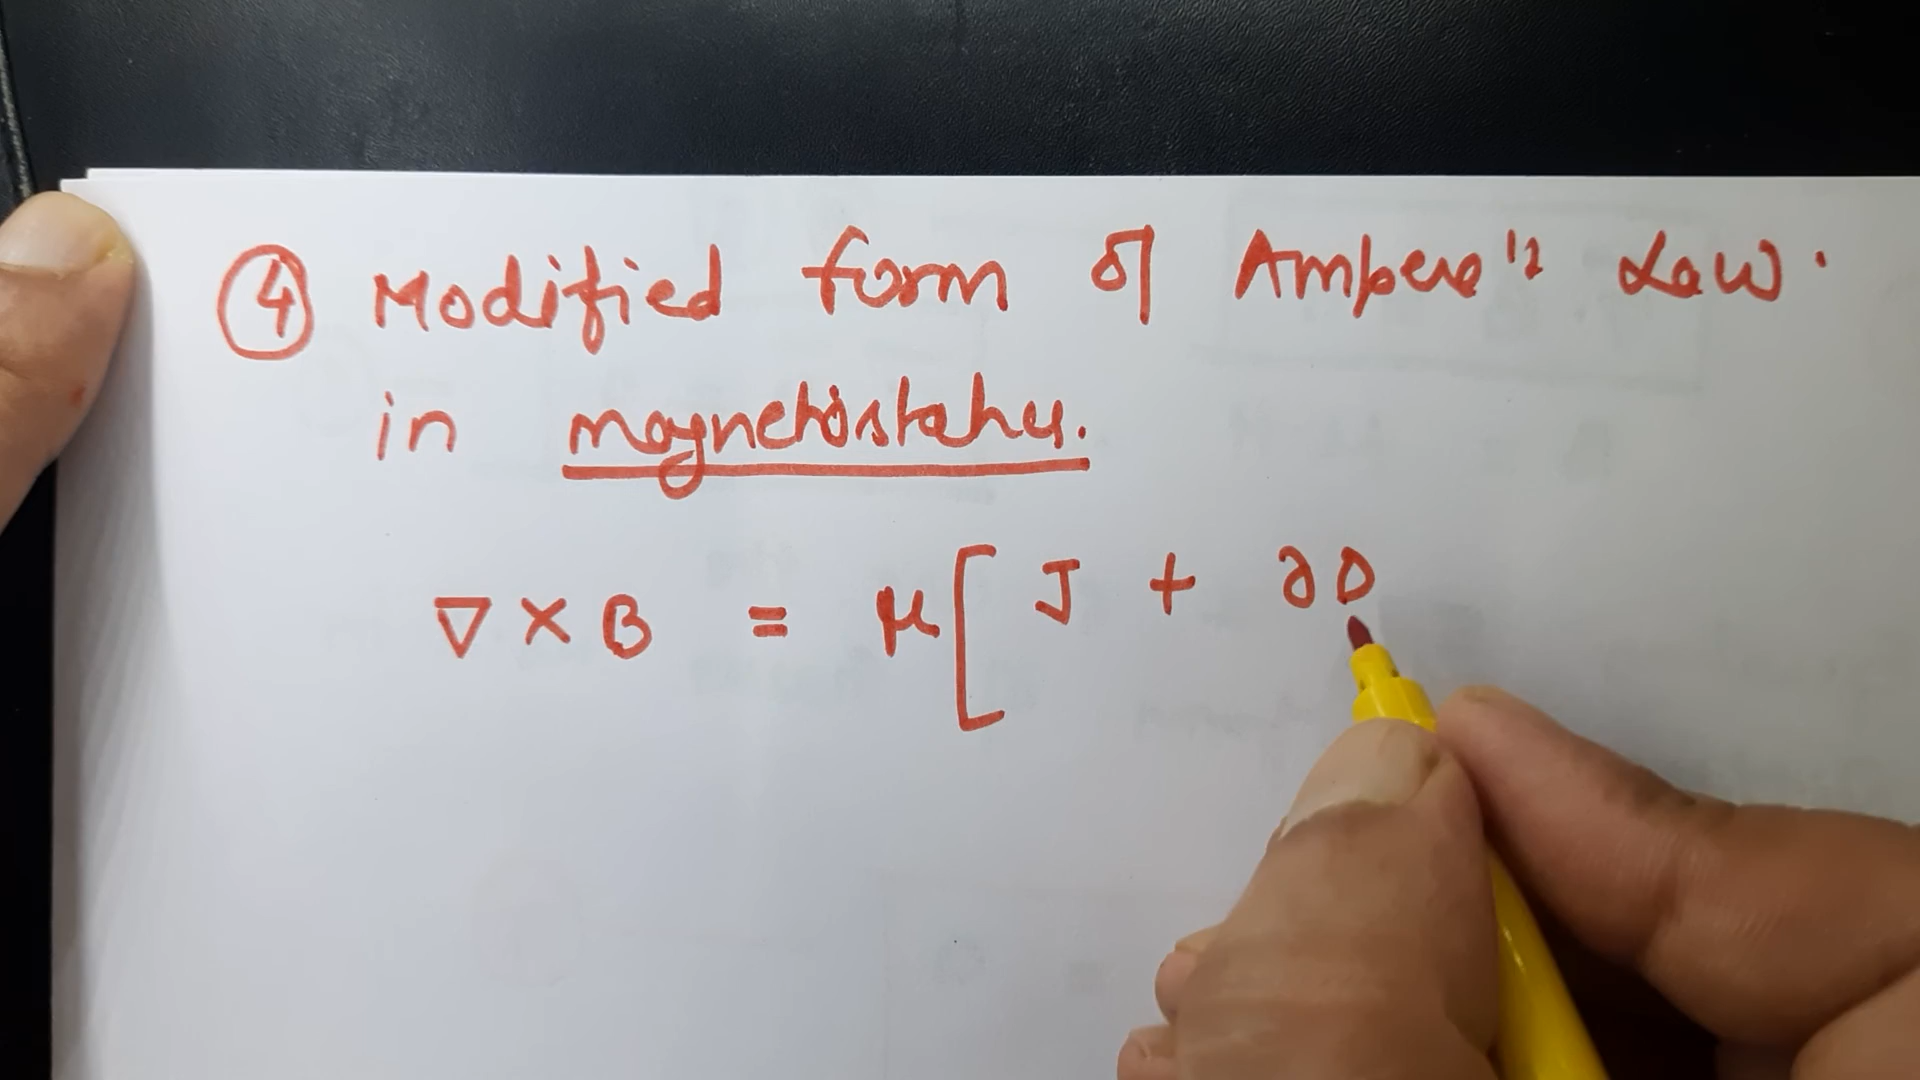 ④ Modified form of Ampere's Law.
in magnetostatics.
∇ × B = μ[ J + ∂D